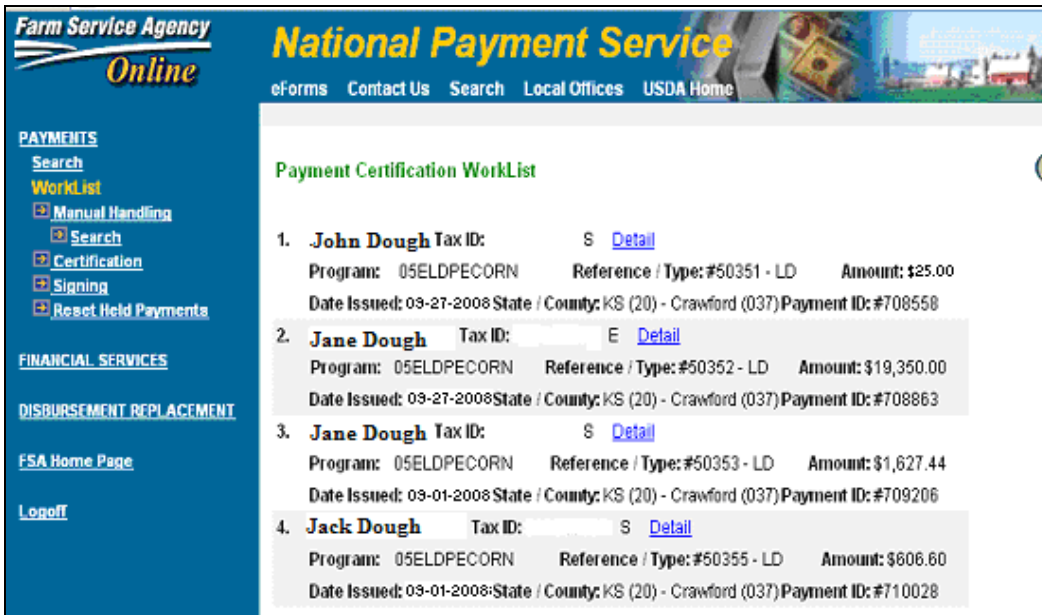 Farm Service Agency
Online
National Payment Service
eForms Contact Us Search Local Offices USDA Home
PAYMENTS
Search
WorkList
Manual Handling
Search
Certification
Signing
Reset Held Payments
FINANCIAL SERVICES
DISBURSEMENT REPLACEMENT
FSA Home Page
Logoff
Payment Certification WorkList
1. John Dough Tax ID: S Detail
Program: 05ELDPECORN Reference / Type: #50351 - LD Amount: $25.00
Date Issued: 09-27-2008 State / County: KS (20) - Crawford (037) Payment ID: #708558
2. Jane Dough Tax ID: E Detail
Program: 05ELDPECORN Reference / Type: #50352 - LD Amount: $19,350.00
Date Issued: 09-27-2008 State / County: KS (20) - Crawford (037) Payment ID: #708863
3. Jane Dough Tax ID: S Detail
Program: 05ELDPECORN Reference / Type: #50353 - LD Amount: $1,627.44
Date Issued: 09-01-2008 State / County: KS (20) - Crawford (037) Payment ID: #709206
4. Jack Dough Tax ID: S Detail
Program: 05ELDPECORN Reference / Type: #50355 - LD Amount: $606.60
Date Issued: 09-01-2008 State / County: KS (20) - Crawford (037) Payment ID: #710028